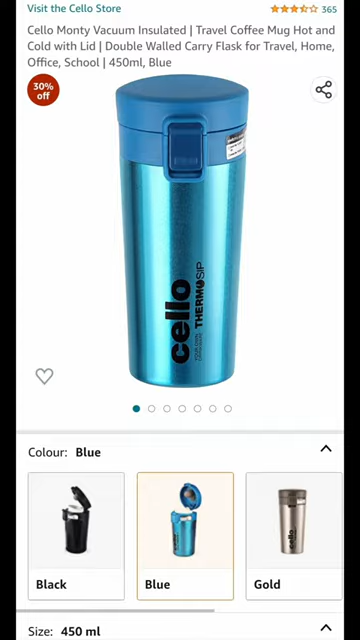 Visit the Cello Store
365
Cello Monty Vacuum Insulated | Travel Coffee Mug Hot and
Cold with Lid | Double Walled Carry Flask for Travel, Home,
Office, School | 450ml, Blue
30%
off
cello
THERMOSIP
Colour: Blue
Black
Blue
cello
Gold
Size: 450 ml